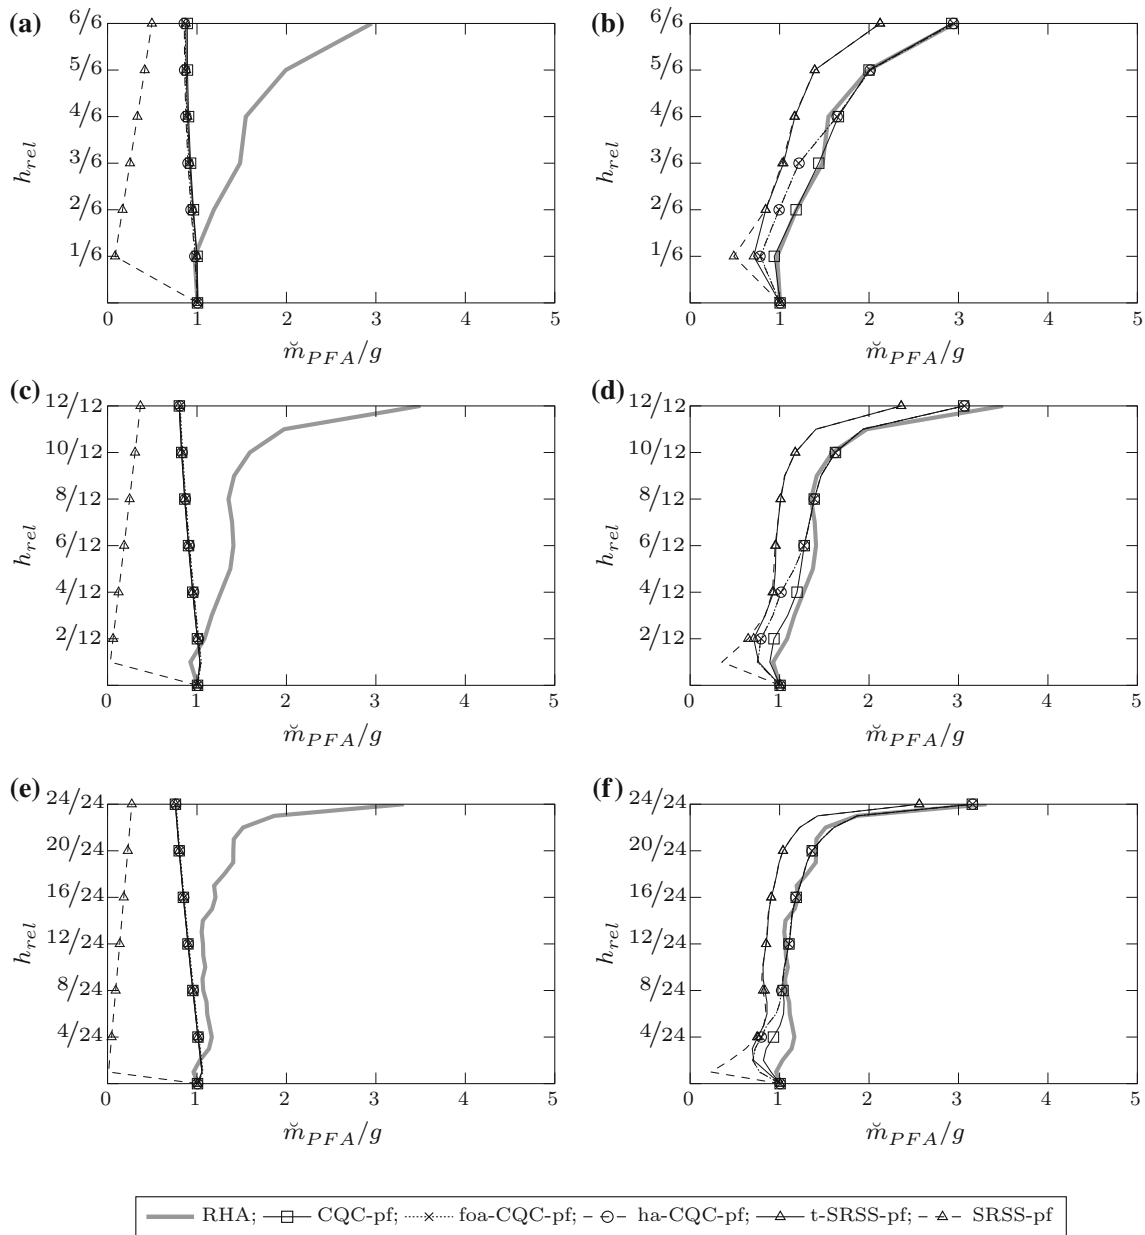 (a) (b)
6/6 6/6
5/6 5/6
4/6 4/6
3/6 3/6
2/6 2/6
1/6 1/6
h_rel h_rel
0 1 2 3 4 5 0 1 2 3 4 5
m̆_PFA/g m̆_PFA/g
(c) (d)
12/12 12/12
10/12 10/12
8/12 8/12
6/12 6/12
4/12 4/12
2/12 2/12
h_rel h_rel
0 1 2 3 4 5 0 1 2 3 4 5
m̆_PFA/g m̆_PFA/g
(e) (f)
24/24 24/24
20/24 20/24
16/24 16/24
12/24 12/24
8/24 8/24
4/24 4/24
h_rel h_rel
0 1 2 3 4 5 0 1 2 3 4 5
m̆_PFA/g m̆_PFA/g
RHA; CQC-pf; foa-CQC-pf; ha-CQC-pf; t-SRSS-pf; SRSS-pf